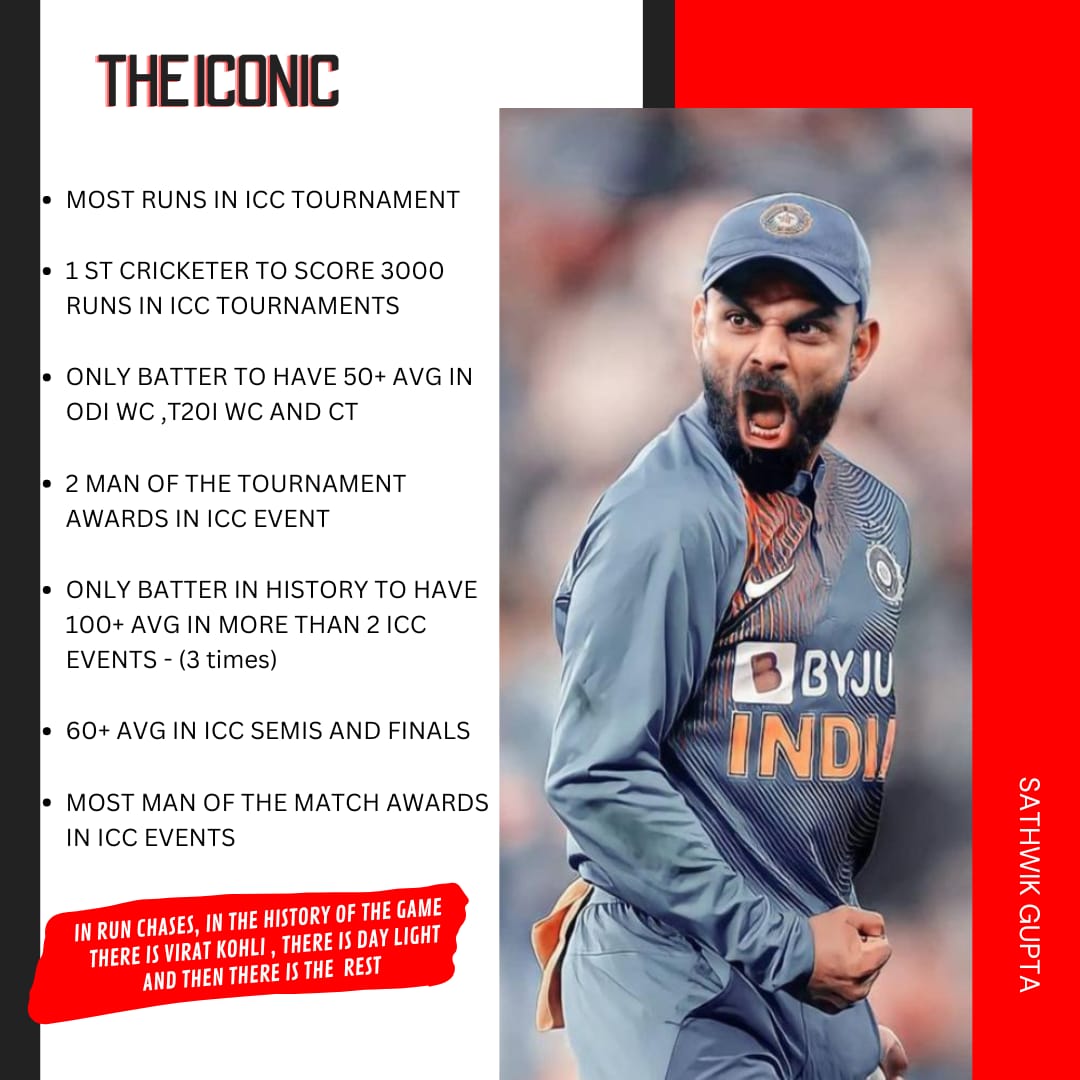 THE ICONIC
MOST RUNS IN ICC TOURNAMENT
1 ST CRICKETER TO SCORE 3000
RUNS IN ICC TOURNAMENTS
ONLY BATTER TO HAVE 50+ AVG IN
ODI WC ,T20I WC AND CT
2 MAN OF THE TOURNAMENT
AWARDS IN ICC EVENT
ONLY BATTER IN HISTORY TO HAVE
100+ AVG IN MORE THAN 2 ICC
EVENTS - (3 times)
60+ AVG IN ICC SEMIS AND FINALS
MOST MAN OF THE MATCH AWARDS
IN ICC EVENTS
IN RUN CHASES, IN THE HISTORY OF THE GAME
THERE IS VIRAT KOHLI , THERE IS DAY LIGHT
AND THEN THERE IS THE REST
B BYJU
INDIA
SATHWIK GUPTA